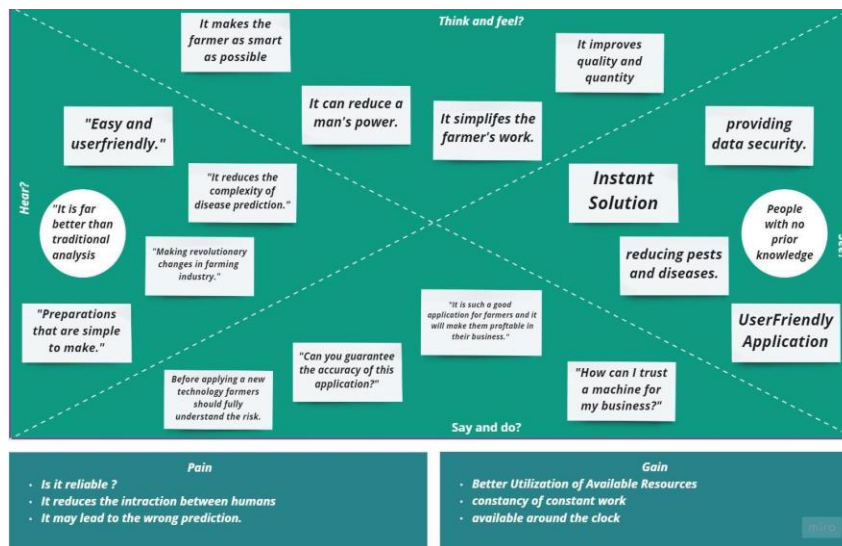 Think and feel?
It makes the
farmer as smart
as possible
It can reduce a
man's power.
It simplifes the
farmer's work.
It improves
quality and
quantity
Hear?
"Easy and
userfriendly."
"It reduces the
complexity of
disease prediction."
"It is far
better than
traditional
analysis
"Making revolutionary
changes in farming
industry."
"Preparations
that are simple
to make."
providing
data security.
Instant
Solution
People
with no
prior
knowledge
reducing pests
and diseases.
UserFriendly
Application
"It is such a good
application for farmers and it
will make them proftable in
their business."
"Can you guarantee
the accuracy of this
application?"
Before applying a new
technology farmers
should fully
understand the risk.
"How can I trust
a machine for
my business?"
Say and do?
Pain
· Is it reliable ?
· It reduces the intraction between humans
· It may lead to the wrong prediction.
Gain
· Better Utilization of Available Resources
· constancy of constant work
· available around the clock
miro